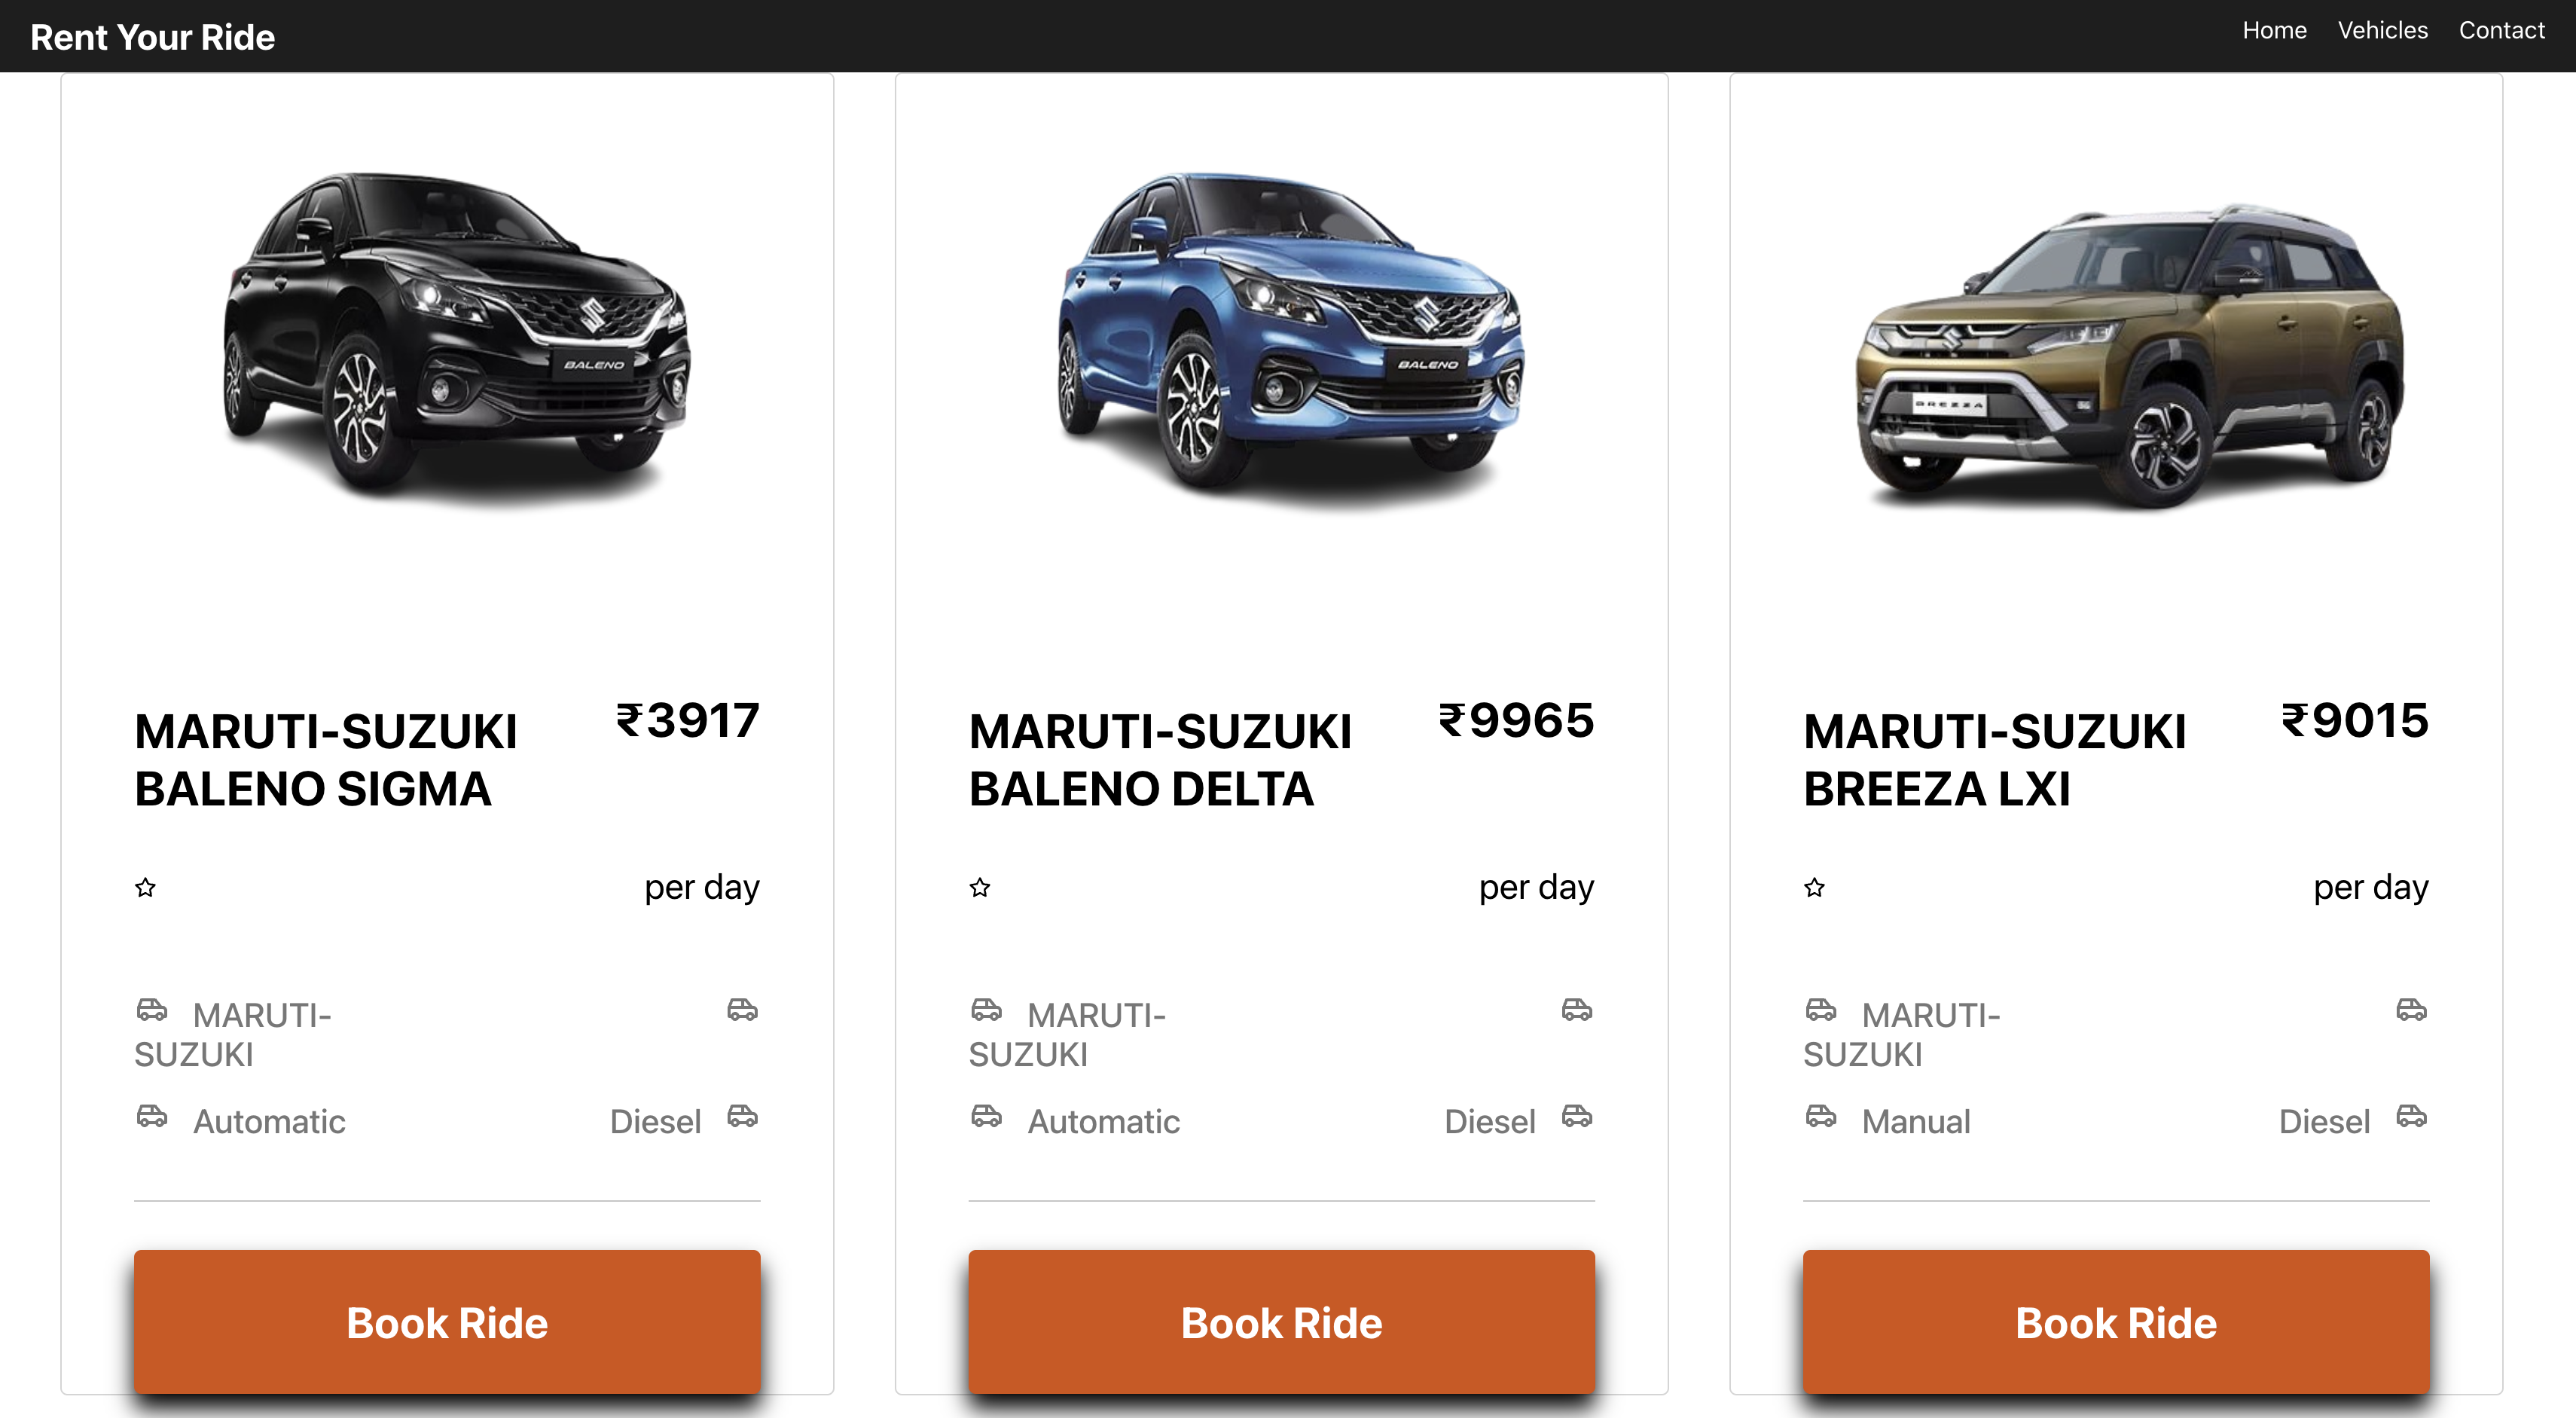 Rent Your Ride
Home Vehicles Contact
BALENO
BALENO
BREZZA
MARUTI-SUZUKI BALENO SIGMA
₹3917
per day
MARUTI-
SUZUKI
Automatic
Diesel
Book Ride
MARUTI-SUZUKI
BALENO DELTA
₹9965
per day
MARUTI-
SUZUKI
Automatic
Diesel
Book Ride
MARUTI-SUZUKI
BREEZA LXI
₹9015
per day
MARUTI-
SUZUKI
Manual
Diesel
Book Ride